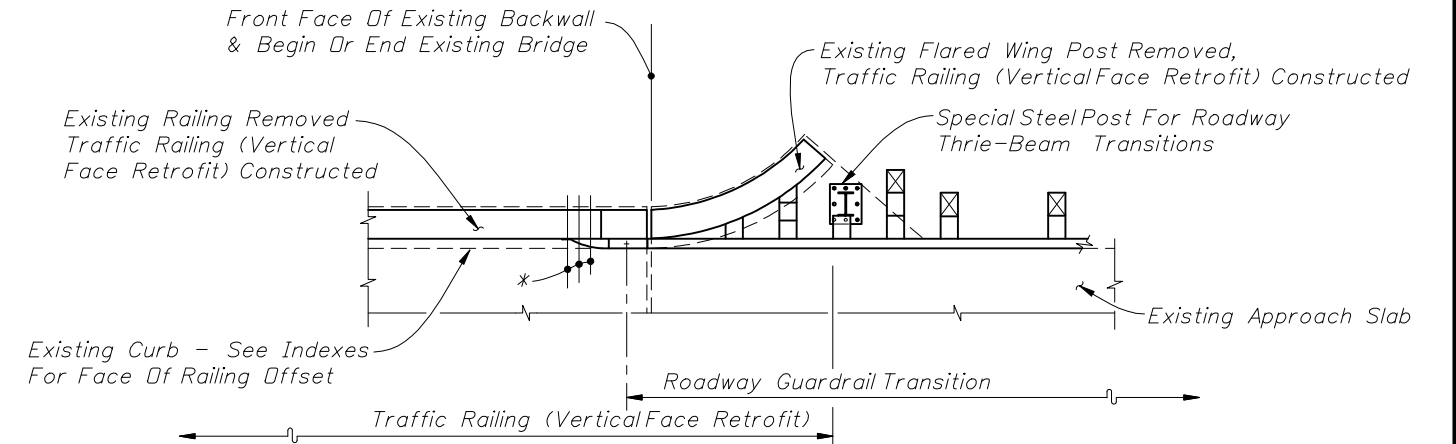 Front Face Of Existing Backwall
& Begin Or End Existing Bridge
Existing Flared Wing Post Removed,
Traffic Railing (Vertical Face Retrofit) Constructed
Existing Railing Removed
Traffic Railing (Vertical
Face Retrofit) Constructed
Special Steel Post For Roadway
Thrie-Beam Transitions
*
Existing Approach Slab
Existing Curb - See Indexes
For Face Of Railing Offset
Roadway Guardrail Transition
Traffic Railing (Vertical Face Retrofit)